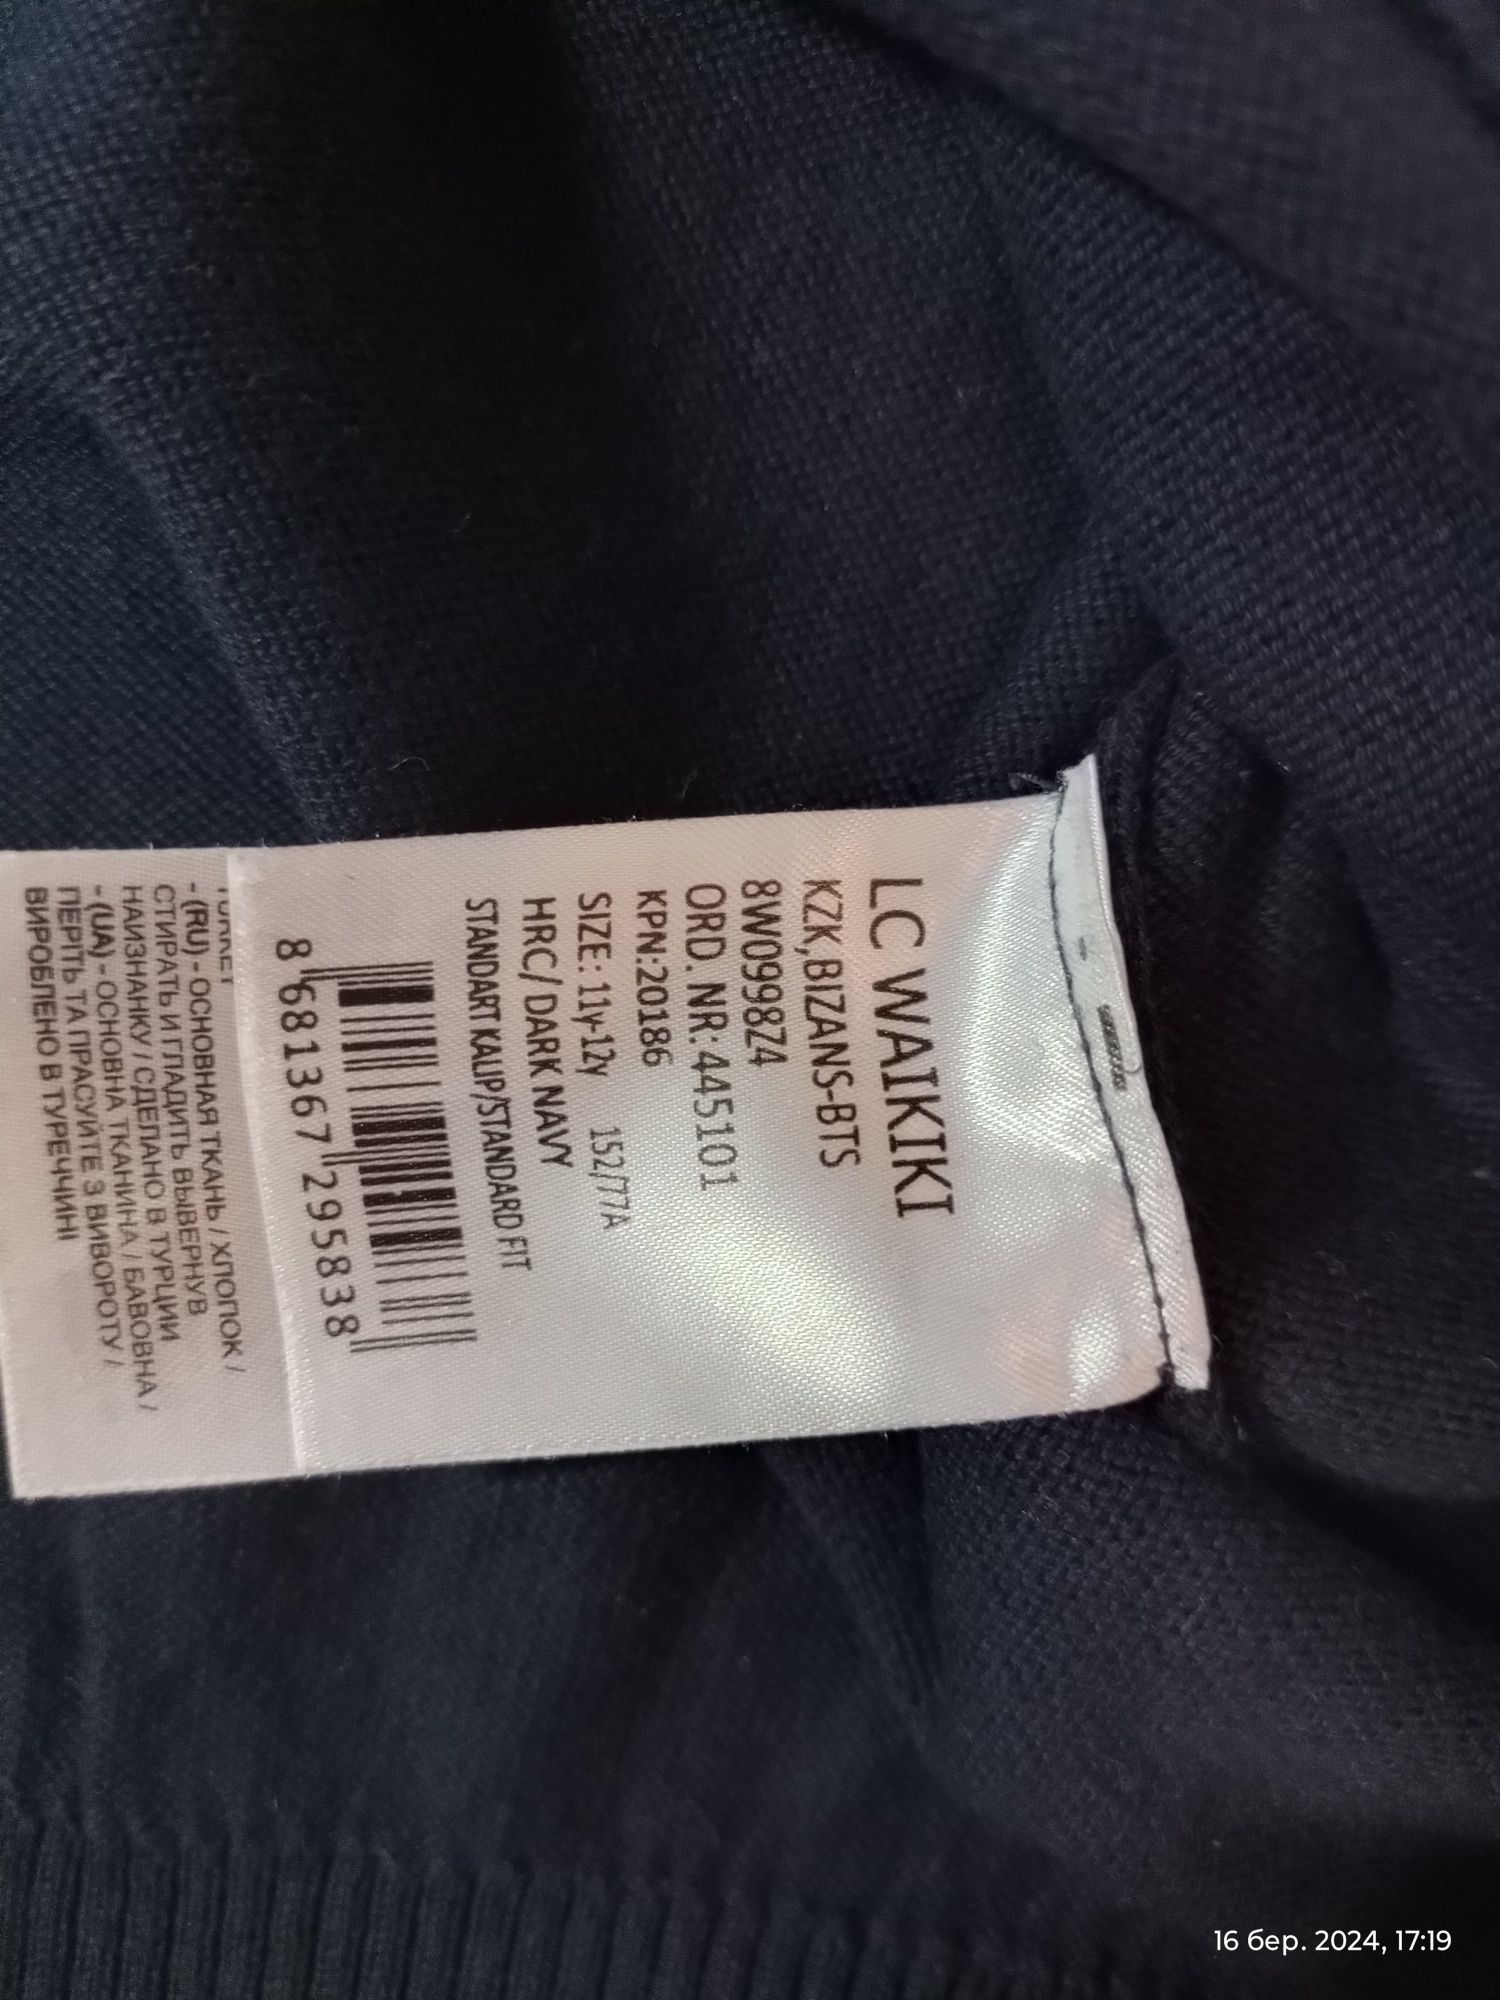 LC WAIKIKI
KZK,BIZANS-BTS
8W0998Z4
ORD. NR:445101
KPN:20186
SIZE: 11y-12y 152/77A
HRC/ DARK NAVY
STANDART KALIP/STANDARD FIT
8 681367 295838
-(RU) - ОСНОВНАЯ ТКАНЬ / ХЛОПОК /
СТИРАТЬ И ГЛАДИТЬ ВЫВЕРНУВ
НАИЗНАНКУ / СДЕЛАНО В ТУРЦИИ
-(UA) - ОСНОВНА ТКАНИНА / БАВОВНА /
ПЕРІТЬ ТА ПРАСУЙТЕ З ВИВОРОТУ /
ВИРОБЛЕНО В ТУРЕЧЧИНІ
16 бер. 2024, 17:19